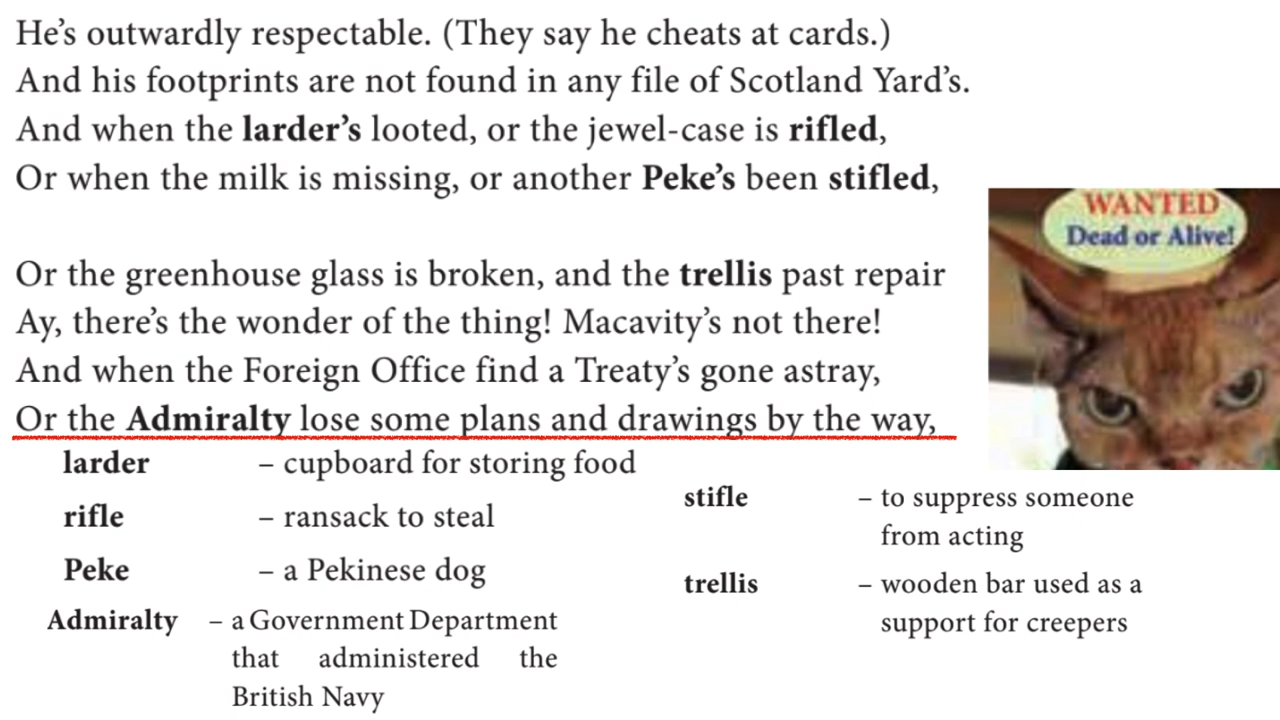 He's outwardly respectable. (They say he cheats at cards.)
And his footprints are not found in any file of Scotland Yard's.
And when the larder's looted, or the jewel-case is rifled,
Or when the milk is missing, or another Peke's been stifled,
WANTED
Dead or Alive!
Or the greenhouse glass is broken, and the trellis past repair
Ay, there's the wonder of the thing! Macavity's not there!
And when the Foreign Office find a Treaty's gone astray,
Or the Admiralty lose some plans and drawings by the way,
larder – cupboard for storing food
rifle – ransack to steal
Peke – a Pekinese dog
Admiralty – a Government Department
that administered the
British Navy
stifle – to suppress someone
from acting
trellis – wooden bar used as a
support for creepers